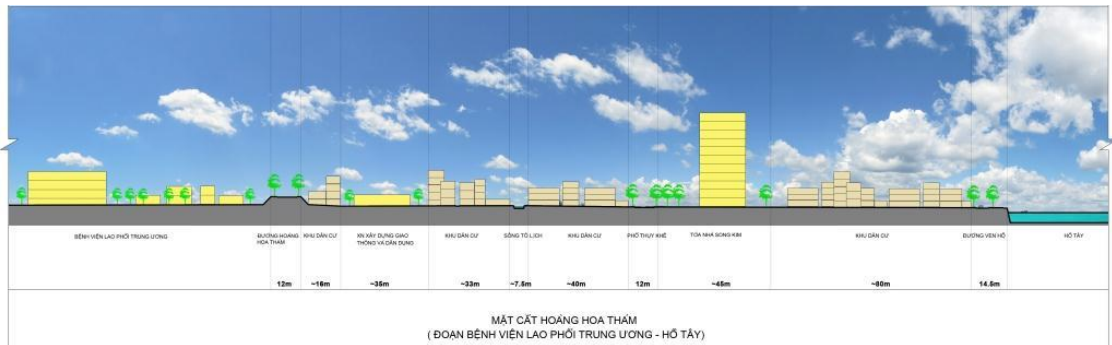 BỆNH VIỆN LAO PHỔI TRUNG ƯƠNG
ĐƯỜNG HOÀNG
HOA THÁM
KHU DÂN CƯ
XN XÂY DỰNG GIAO
THÔNG VÀ DÂN DỤNG
KHU DÂN CƯ
SÔNG TÔ LỊCH
KHU DÂN CƯ
PHỐ THỤY KHÊ
TÒA NHÀ SONG-KIM
KHU DÂN CƯ
ĐƯỜNG VEN HỒ
HỒ TÂY
12m
~16m
~35m
~33m
~7.5m
~40m
12m
~45m
~80m
14.5m
MẶT CẮT HOÀNG HOA THÁM
( ĐOẠN BỆNH VIỆN LAO PHỔI TRUNG ƯƠNG - HỒ TÂY)